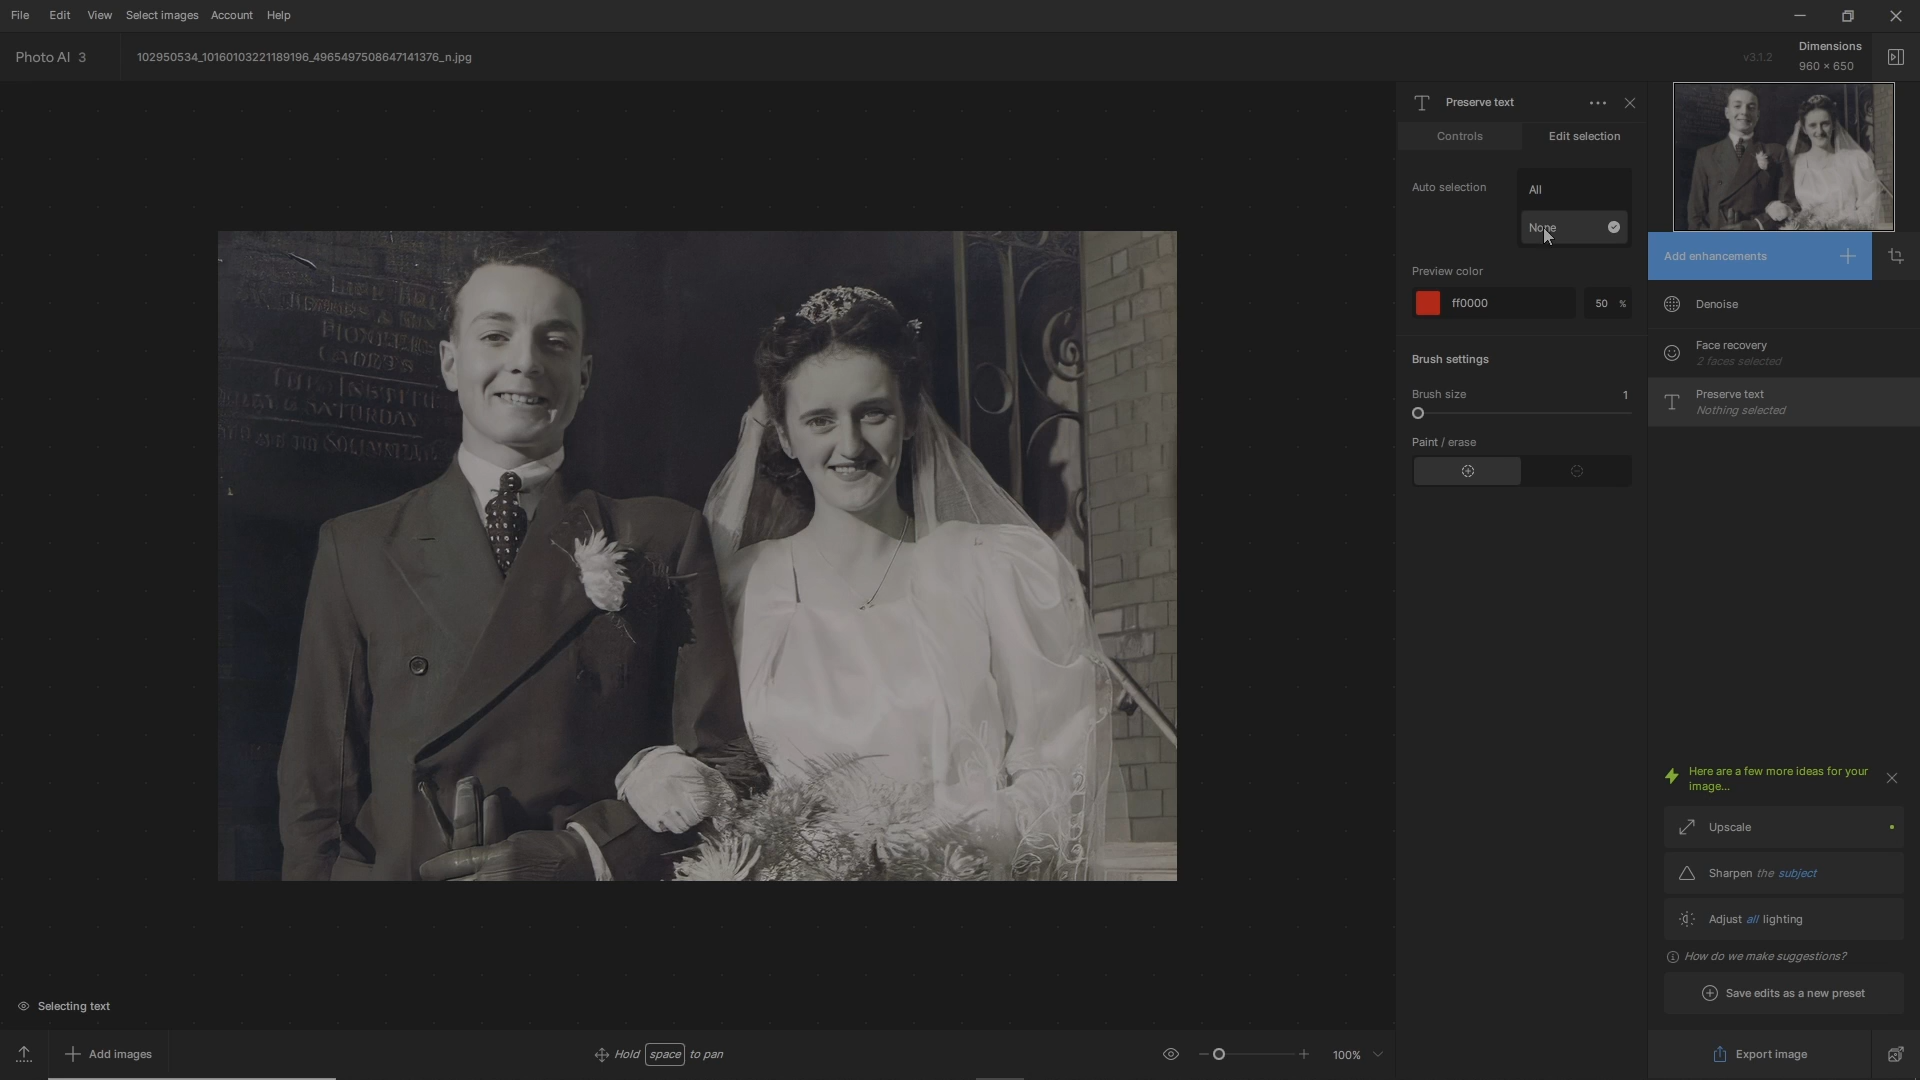 File Edit View Select images Account Help
Photo AI 3
102950534_10160103221189196_4965497508647141376_n.jpg
v3.1.2
Dimensions
960 × 650
Preserve text
Controls
Edit selection
Auto selection
All
None
Preview color
ff0000
50 %
Brush settings
Brush size
1
Paint / erase
Add enhancements
Denoise
Face recovery
2 faces selected
Preserve text
Nothing selected
PIONEERS
CADETS
& SATURDAY
Here are a few more ideas for your
image...
Upscale
Sharpen the subject
Adjust all lighting
How do we make suggestions?
Save edits as a new preset
Selecting text
Add images
Hold space to pan
100%
Export image